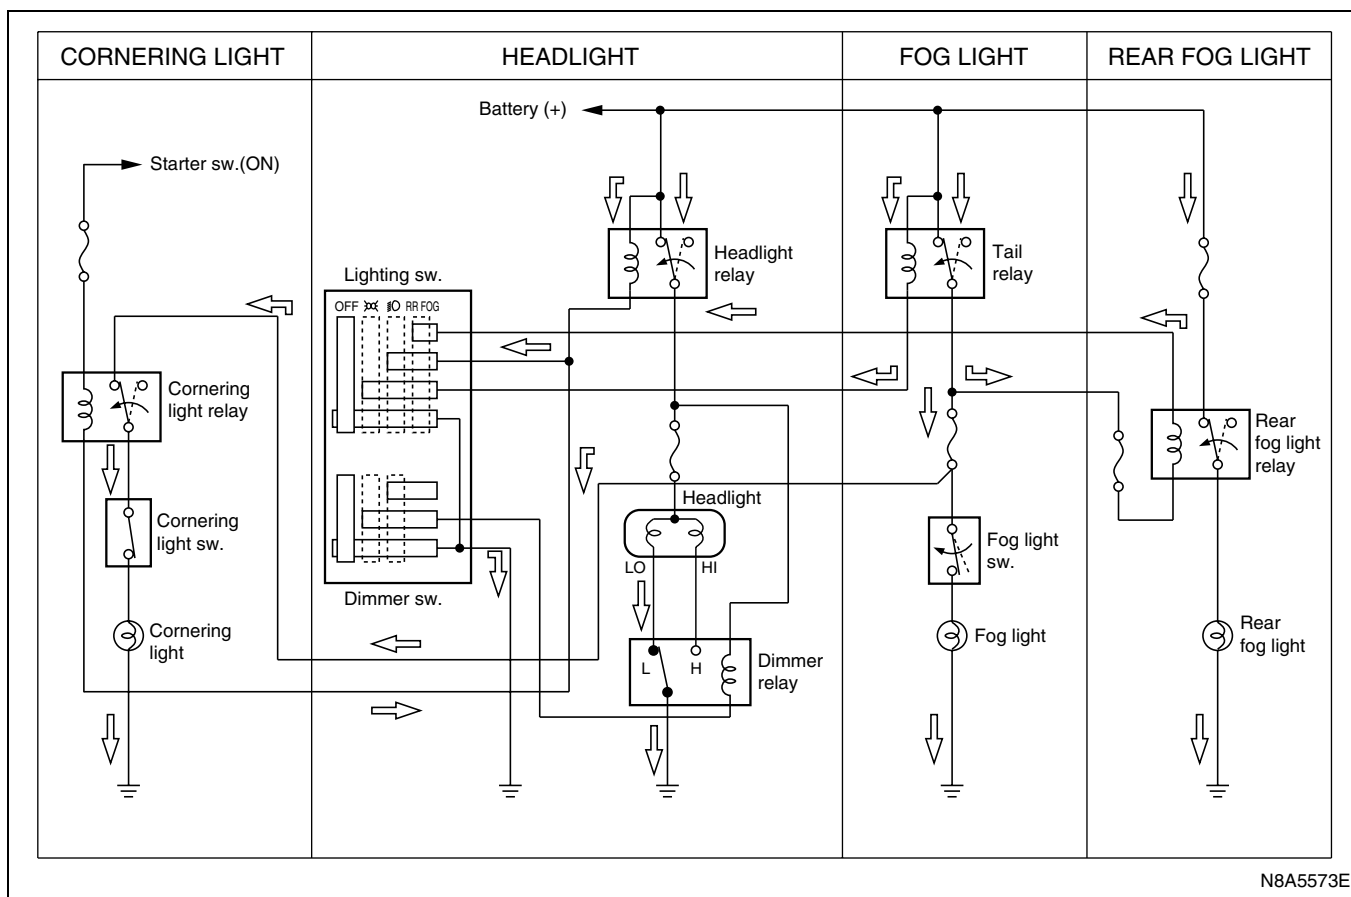 CORNERING LIGHT
HEADLIGHT
FOG LIGHT
REAR FOG LIGHT
Battery (+)
Starter sw.(ON)
Headlight
relay
Tail
relay
Lighting sw.
OFF
RR FOG
Cornering
light relay
Rear
fog light
relay
Headlight
Cornering
light sw.
Fog light
sw.
LO
HI
Dimmer sw.
Cornering
light
Fog light
Rear
fog light
L
H
Dimmer
relay
N8A5573E